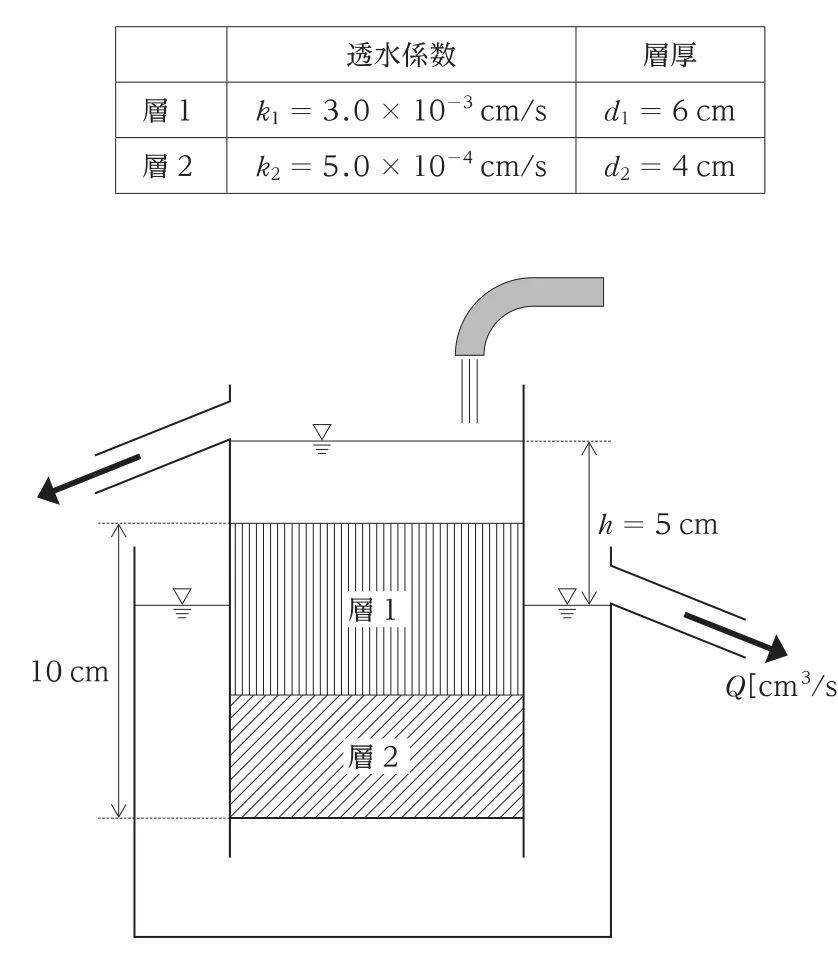 透水係数 層厚
層 1 k₁ = 3.0 × 10⁻³ cm/s d₁ = 6 cm
層 2 k₂ = 5.0 × 10⁻⁴ cm/s d₂ = 4 cm
h = 5 cm
層 1
10 cm
Q[cm³/s
層 2